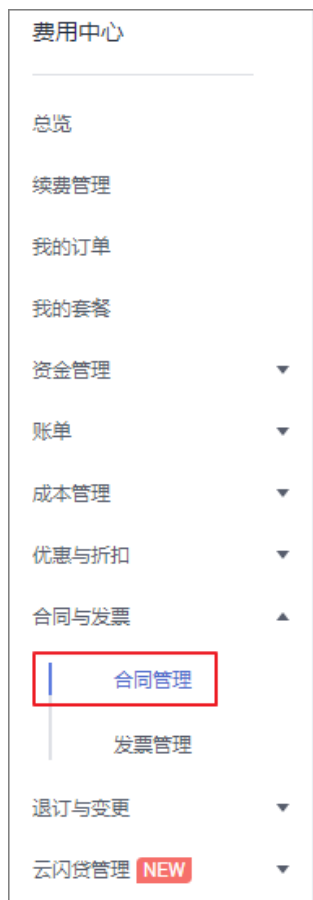 费用中心
总览
续费管理
我的订单
我的套餐
资金管理
账单
成本管理
优惠与折扣
合同与发票
合同管理
发票管理
退订与变更
云闪贷管理 NEW